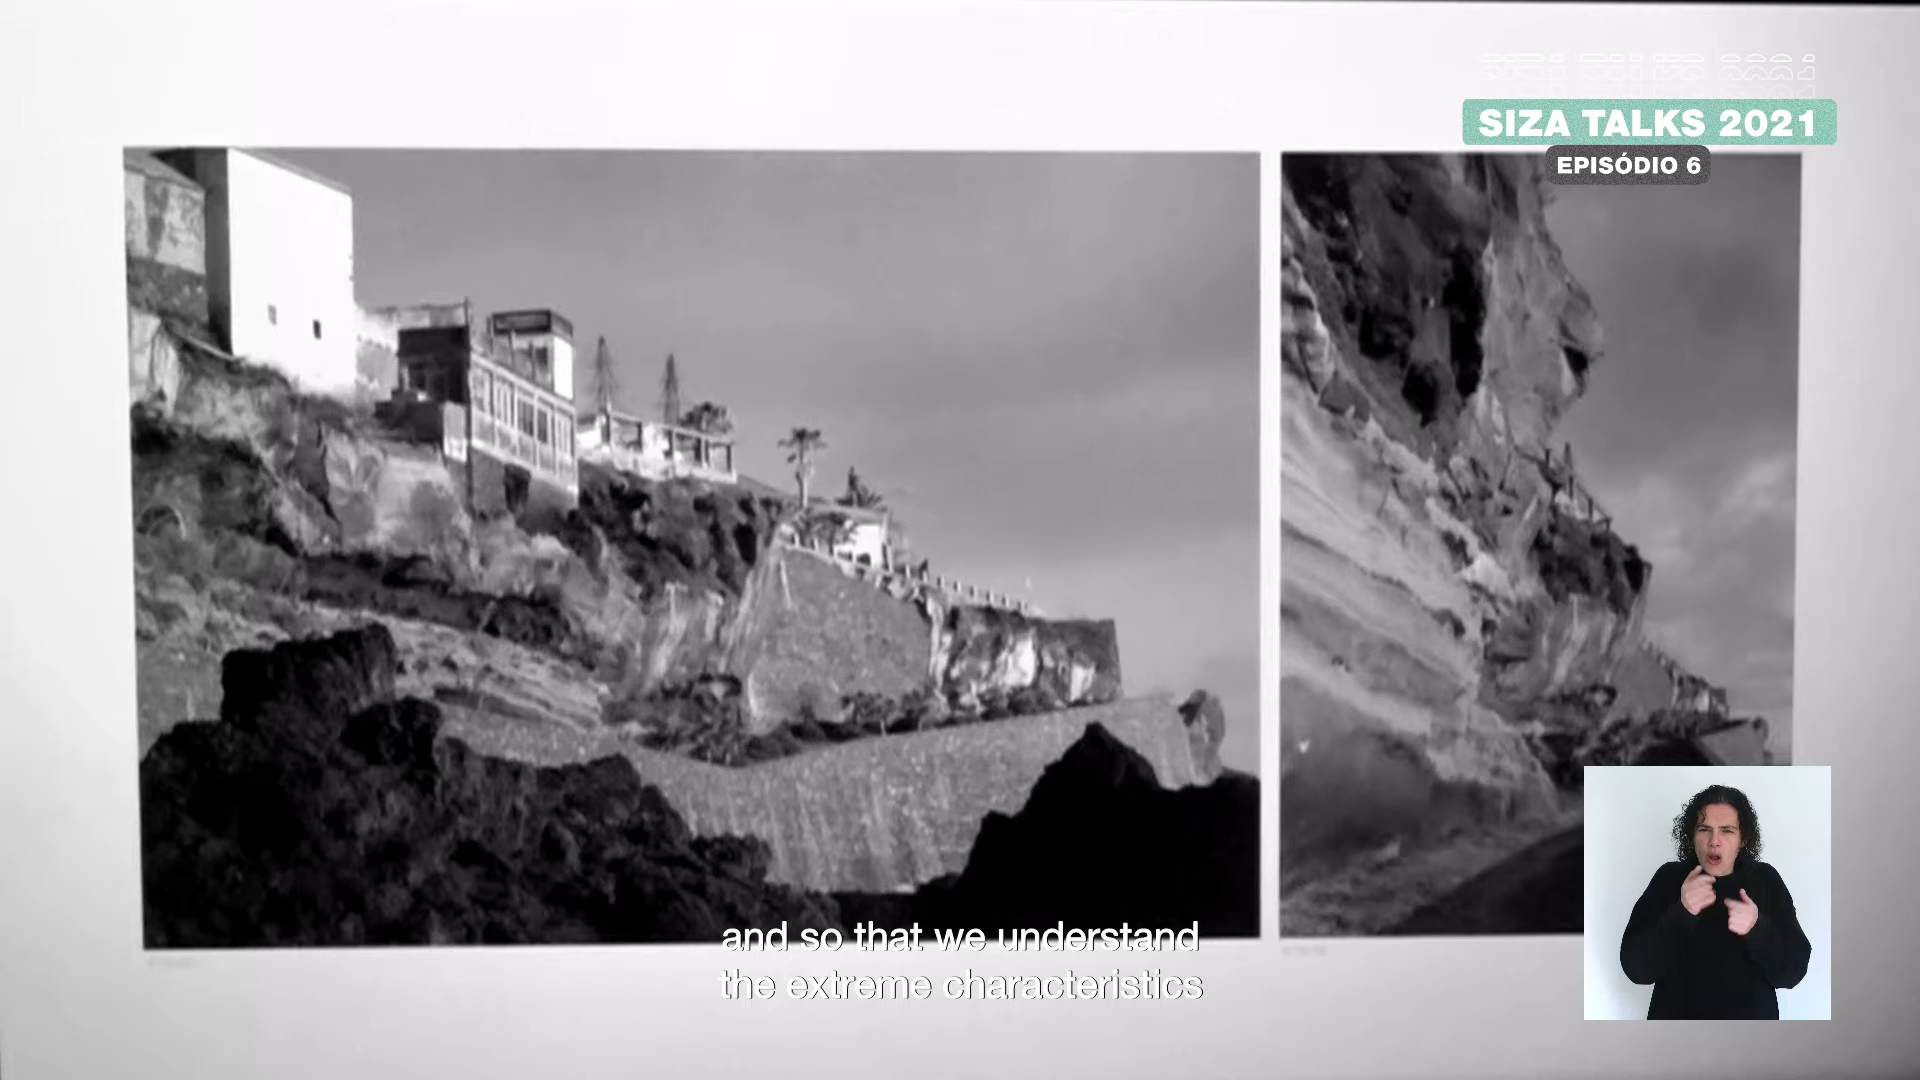 SIZA TALKS 2021
EPISÓDIO 6
and so that we understand
the extreme characteristics